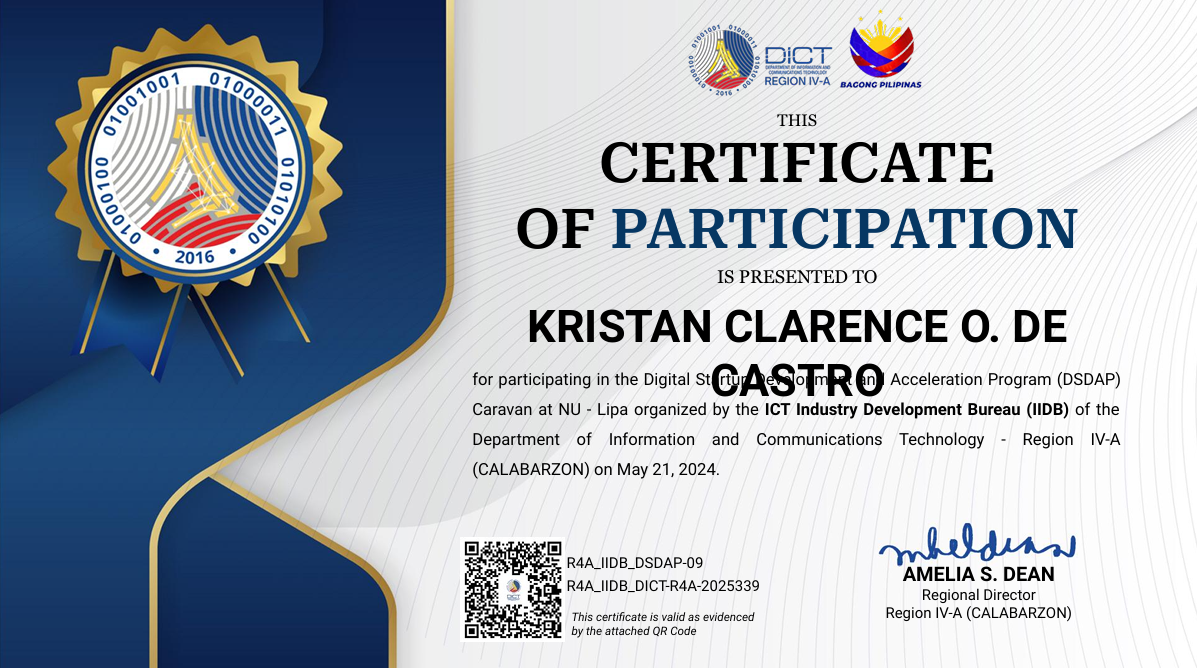 01001001 01000011 01010100 01000100 • 2016 •
01001001 01000011 01010100 01000100 • 2016 •
DICT
DEPARTMENT OF INFORMATION AND
COMMUNICATIONS TECHNOLOGY
REGION IV-A
BAGONG PILIPINAS
THIS
CERTIFICATE
OF PARTICIPATION
IS PRESENTED TO
KRISTAN CLARENCE O. DE
CASTRO
for participating in the Digital Startup Development and Acceleration Program (DSDAP)
Caravan at NU - Lipa organized by the ICT Industry Development Bureau (IIDB) of the
Department of Information and Communications Technology - Region IV-A
(CALABARZON) on May 21, 2024.
DICT
R4A_IIDB_DSDAP-09
R4A_IIDB_DICT-R4A-2025339
This certificate is valid as evidenced
by the attached QR Code
AMELIA S. DEAN
Regional Director
Region IV-A (CALABARZON)